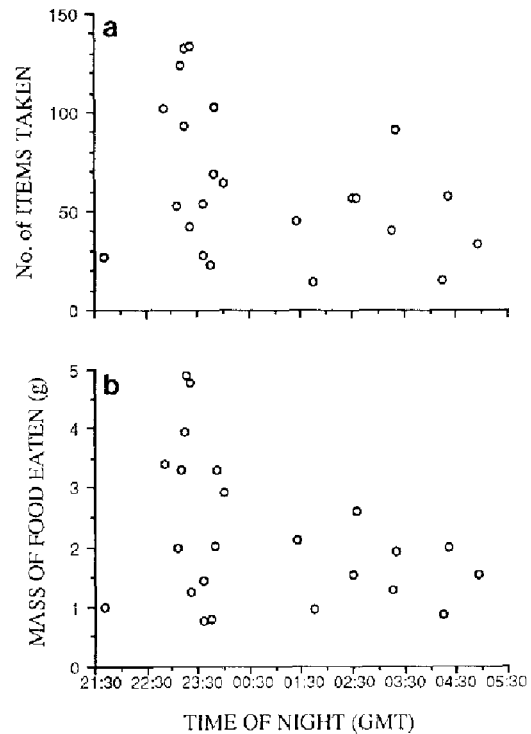 a
No. of ITEMS TAKEN
150
100
50
0
b
MASS OF FOOD EATEN (g)
5
4
3
2
1
0
21:30 22:30 23:30 00:30 01:30 02:30 03:30 04:30 05:30
TIME OF NIGHT (GMT)